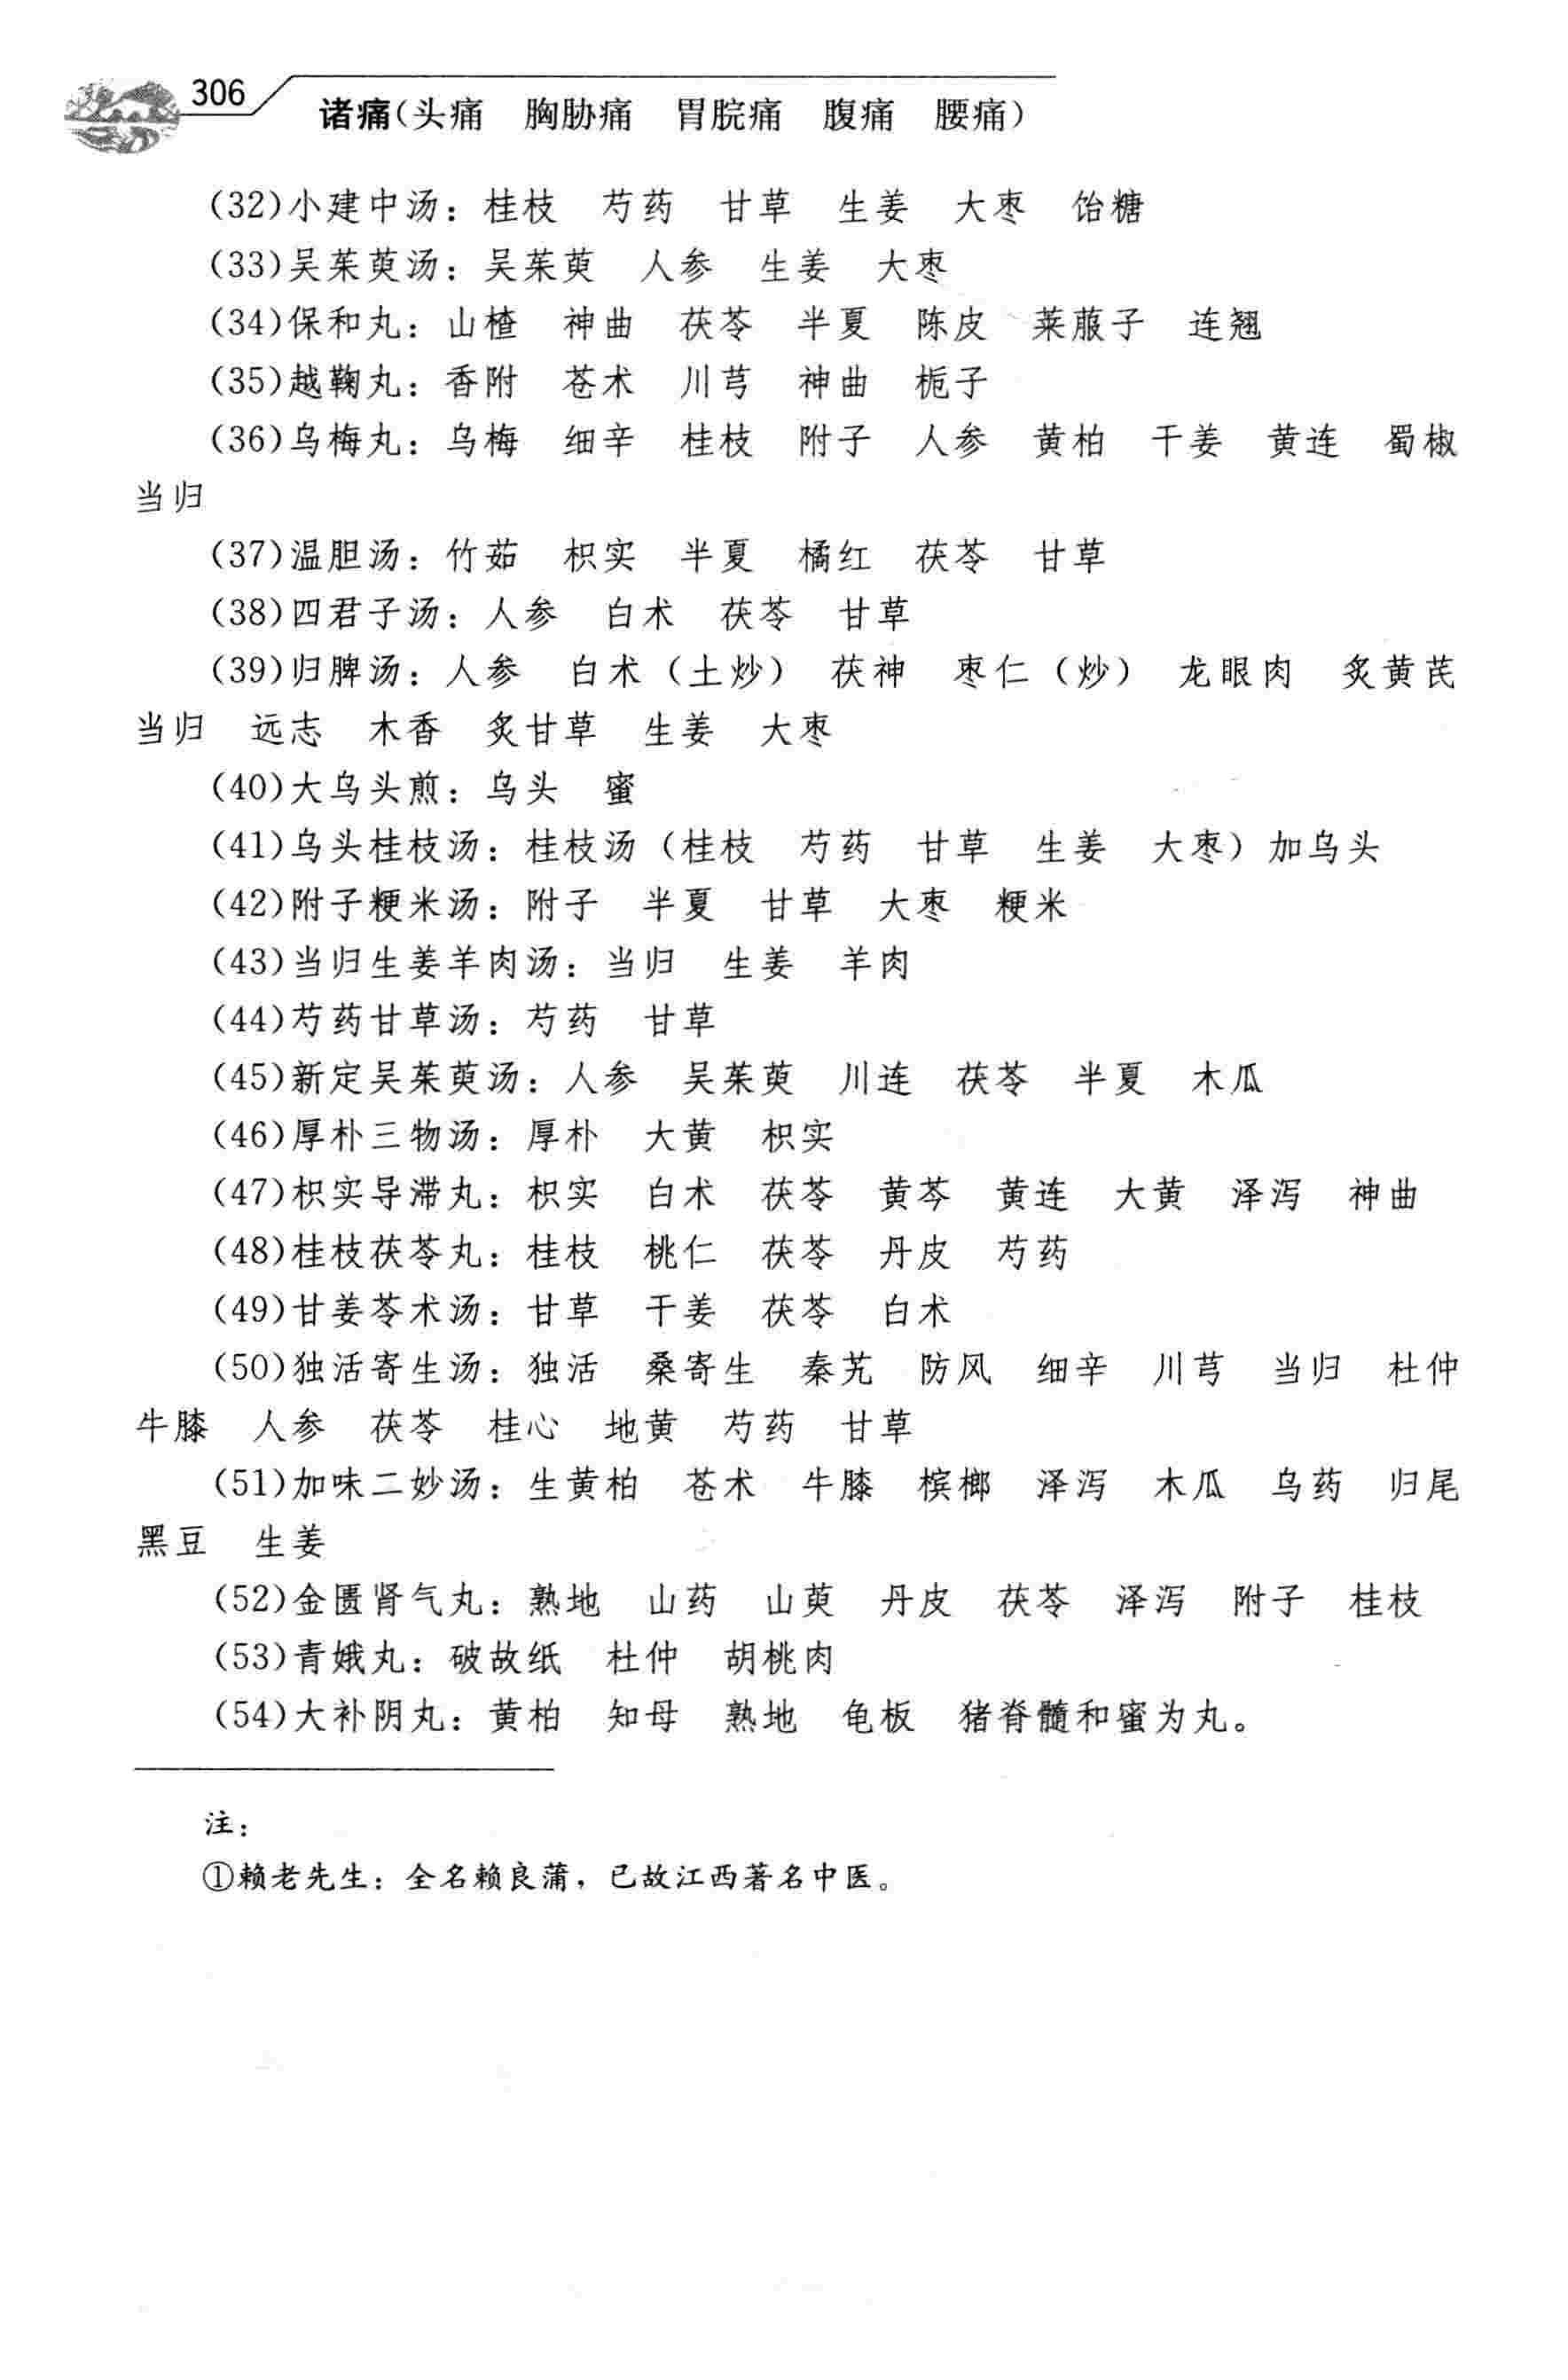 306
诸痛(头痛 胸胁痛 胃脘痛 腹痛 腰痛)
(32)小建中汤：桂枝 芍药 甘草 生姜 大枣 饴糖
(33)吴茱萸汤：吴茱萸 人参 生姜 大枣
(34)保和丸：山楂 神曲 茯苓 半夏 陈皮 莱菔子 连翘
(35)越鞠丸：香附 苍术 川芎 神曲 栀子
(36)乌梅丸：乌梅 细辛 桂枝 附子 人参 黄柏 干姜 黄连 蜀椒
当归
(37)温胆汤：竹茹 枳实 半夏 橘红 茯苓 甘草
(38)四君子汤：人参 白术 茯苓 甘草
(39)归脾汤：人参 白术（土炒） 茯神 枣仁（炒） 龙眼肉 炙黄芪
当归 远志 木香 炙甘草 生姜 大枣
(40)大乌头煎：乌头 蜜
(41)乌头桂枝汤：桂枝汤（桂枝 芍药 甘草 生姜 大枣）加乌头
(42)附子粳米汤：附子 半夏 甘草 大枣 粳米
(43)当归生姜羊肉汤：当归 生姜 羊肉
(44)芍药甘草汤：芍药 甘草
(45)新定吴茱萸汤：人参 吴茱萸 川连 茯苓 半夏 木瓜
(46)厚朴三物汤：厚朴 大黄 枳实
(47)枳实导滞丸：枳实 白术 茯苓 黄芩 黄连 大黄 泽泻 神曲
(48)桂枝茯苓丸：桂枝 桃仁 茯苓 丹皮 芍药
(49)甘姜苓术汤：甘草 干姜 茯苓 白术
(50)独活寄生汤：独活 桑寄生 秦艽 防风 细辛 川芎 当归 杜仲
牛膝 人参 茯苓 桂心 地黄 芍药 甘草
(51)加味二妙汤：生黄柏 苍术 牛膝 槟榔 泽泻 木瓜 乌药 归尾
黑豆 生姜
(52)金匮肾气丸：熟地 山药 山萸 丹皮 茯苓 泽泻 附子 桂枝
(53)青娥丸：破故纸 杜仲 胡桃肉
(54)大补阴丸：黄柏 知母 熟地 龟板 猪脊髓和蜜为丸。
注：
①赖老先生：全名赖良蒲，已故江西著名中医。